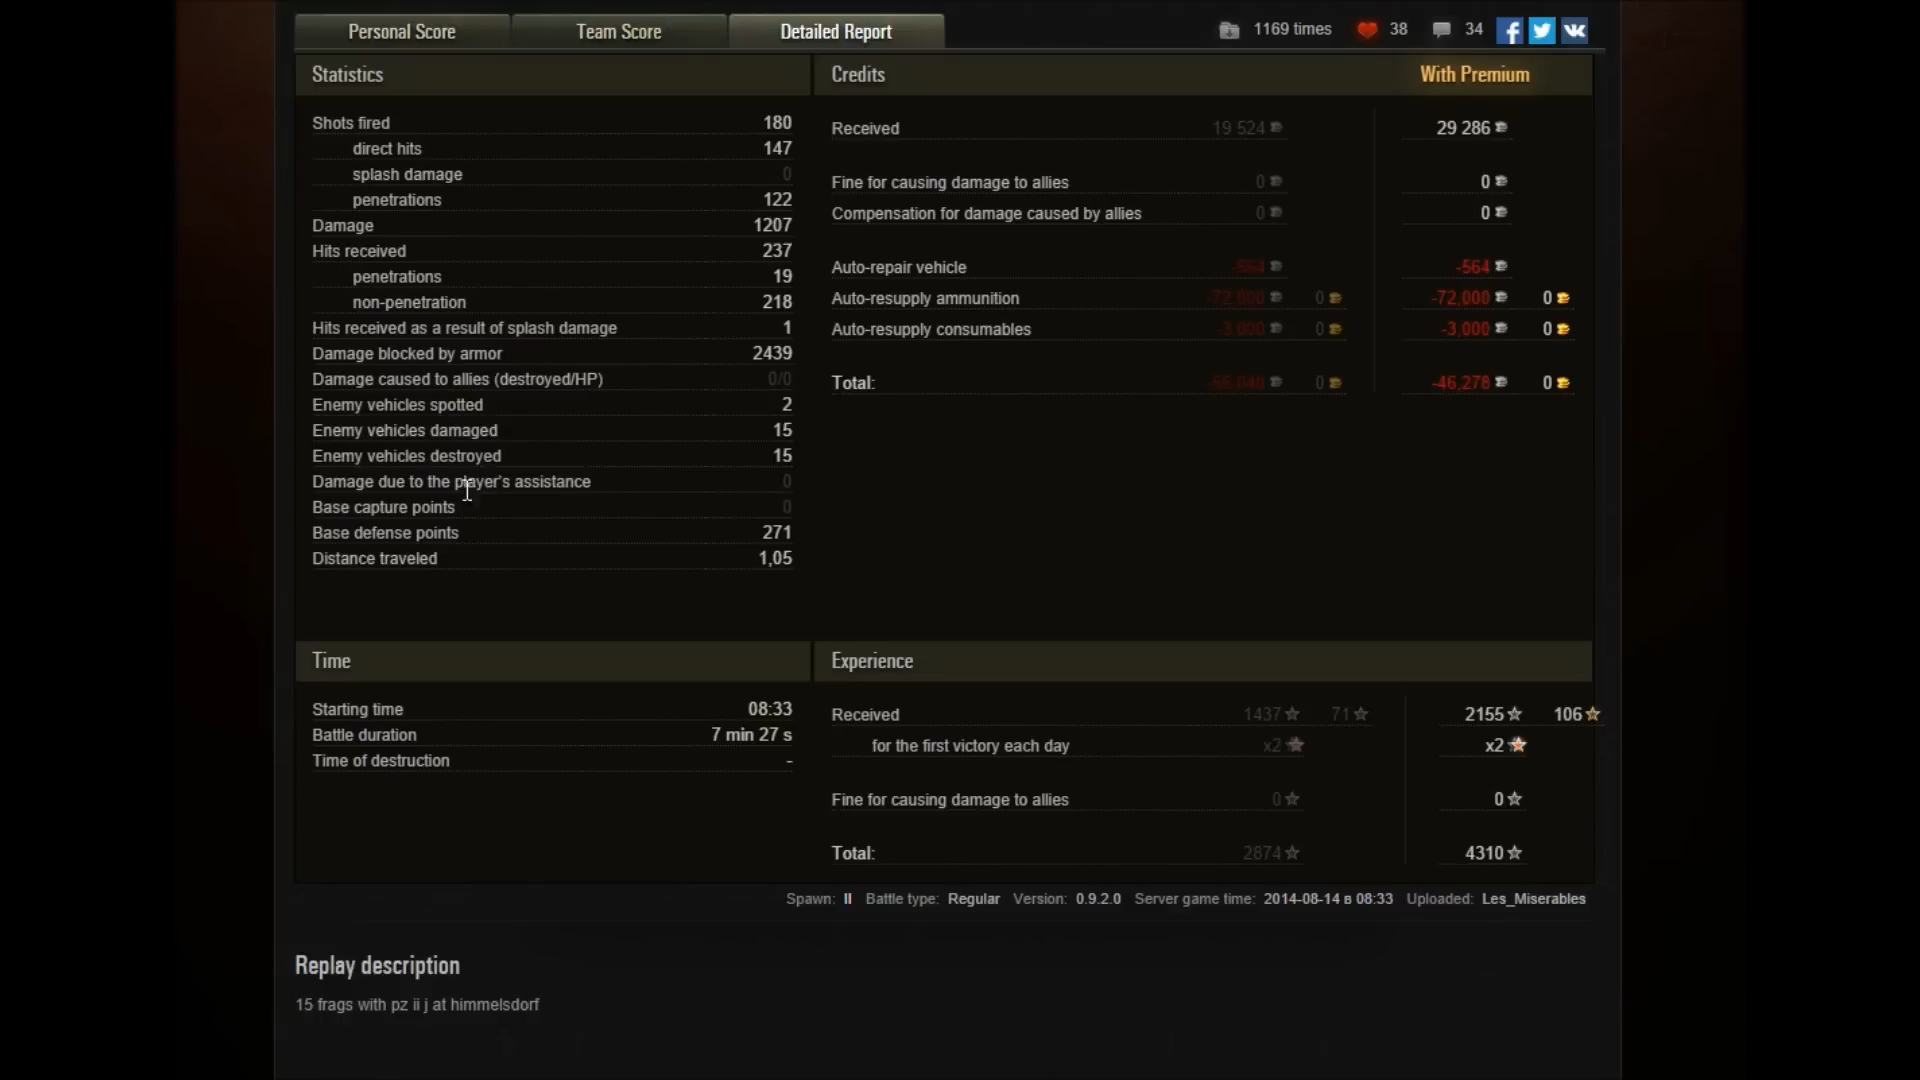 Personal Score Team Score Detailed Report 1169 times 38 34
Statistics
Shots fired 180
direct hits 147
splash damage 0
penetrations 122
Damage 1207
Hits received 237
penetrations 19
non-penetration 218
Hits received as a result of splash damage 1
Damage blocked by armor 2439
Damage caused to allies (destroyed/HP) 0/0
Enemy vehicles spotted 2
Enemy vehicles damaged 15
Enemy vehicles destroyed 15
Damage due to the player's assistance 0
Base capture points 0
Base defense points 271
Distance traveled 1,05
Credits With Premium
Received 19 524 29 286
Fine for causing damage to allies 0 0
Compensation for damage caused by allies 0 0
Auto-repair vehicle -564 -564
Auto-resupply ammunition -72,000 0 -72,000 0
Auto-resupply consumables -3,000 0 -3,000 0
Total: 0 -46,278 0
Time
Starting time 08:33
Battle duration 7 min 27 s
Time of destruction -
Experience
Received 1437 71 2155 106
for the first victory each day x2 x2
Fine for causing damage to allies 0 0
Total: 2874 4310
Spawn: II Battle type: Regular Version: 0.9.2.0 Server game time: 2014-08-14 в 08:33 Uploaded: Les_Miserables
Replay description
15 frags with pz ii j at himmelsdorf